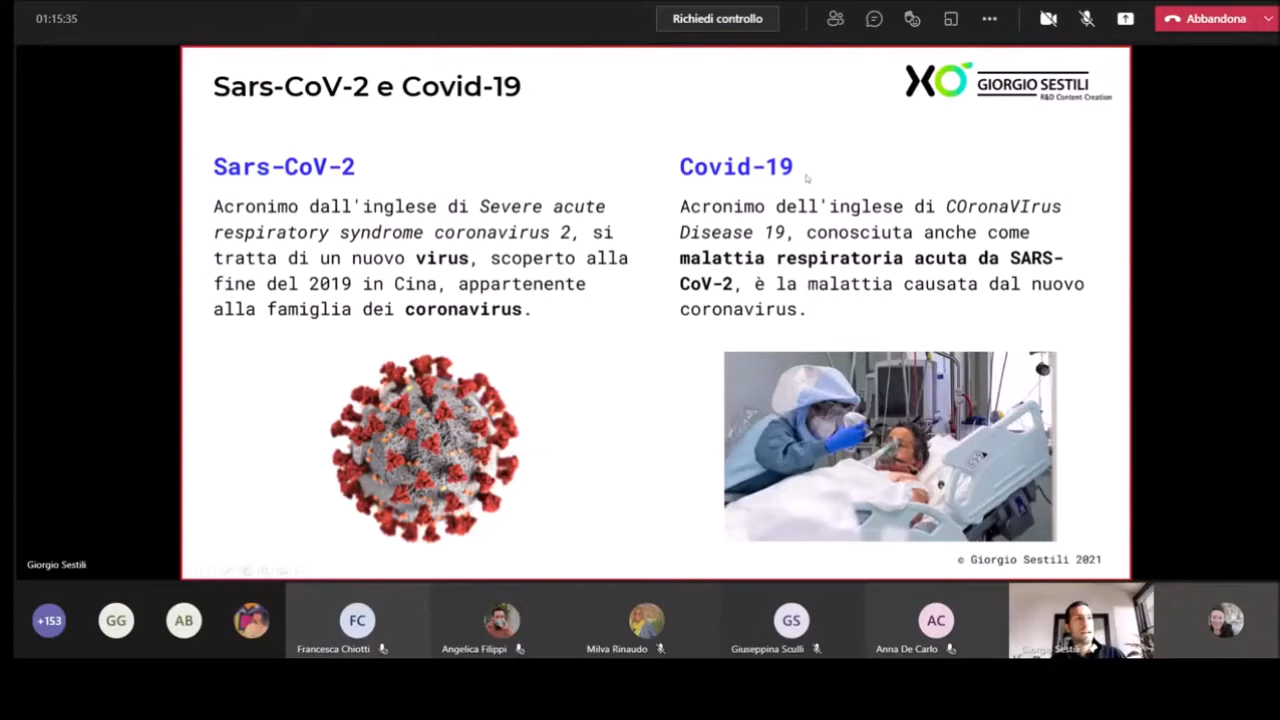 01:15:35
Richiedi controllo
Abbandona
Sars-CoV-2 e Covid-19
XO GIORGIO SESTILI
R&D Content Creation
Sars-CoV-2
Acronimo dall'inglese di Severe acute
respiratory syndrome coronavirus 2, si
tratta di un nuovo virus, scoperto alla
fine del 2019 in Cina, appartenente
alla famiglia dei coronavirus.
Covid-19
Acronimo dell'inglese di COronaVIrus
Disease 19, conosciuta anche come
malattia respiratoria acuta da SARS-
CoV-2, è la malattia causata dal nuovo
coronavirus.
© Giorgio Sestili 2021
Giorgio Sestili
+153
GG
AB
FC
Francesca Chiotti
Angelica Filippi
Milva Rinaudo
GS
Giuseppina Sculli
AC
Anna De Carlo
Giorgio Sestili